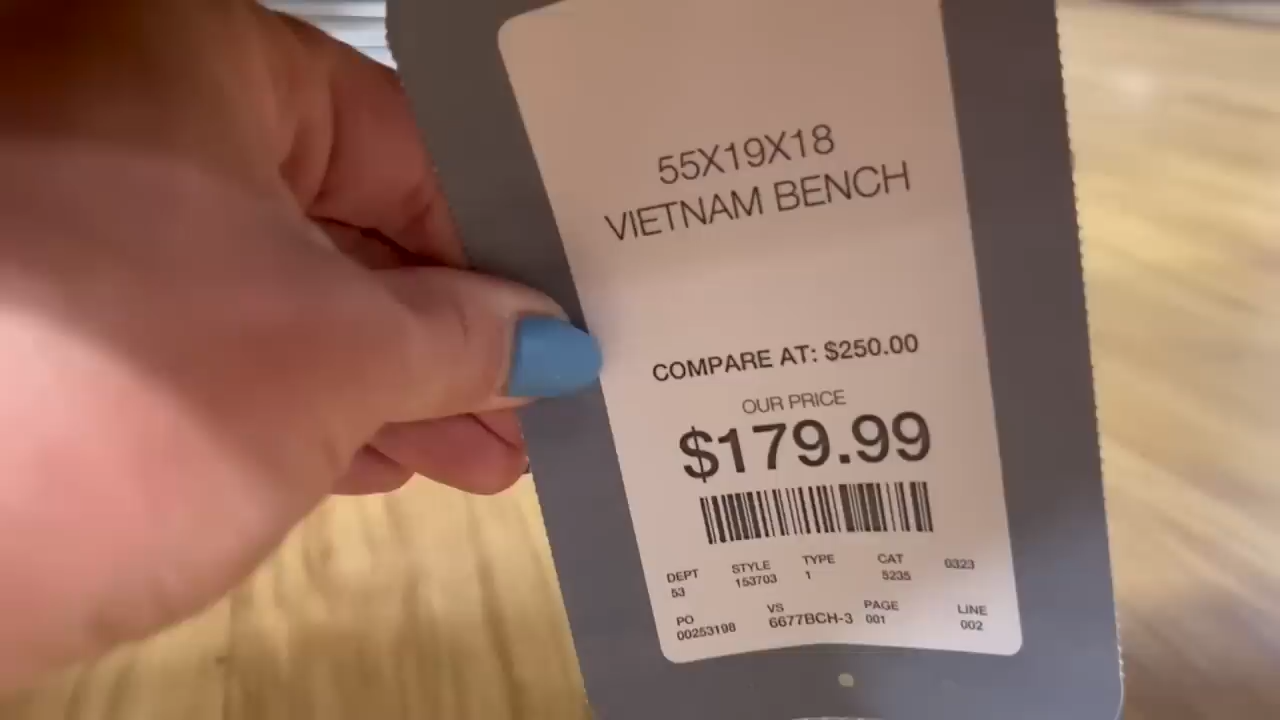 55X19X18
VIETNAM BENCH
COMPARE AT: $250.00
OUR PRICE
$179.99
DEPT STYLE TYPE CAT 0323
53 153703 1 5235
PO VS PAGE LINE
00253198 6677BCH-3 001 002